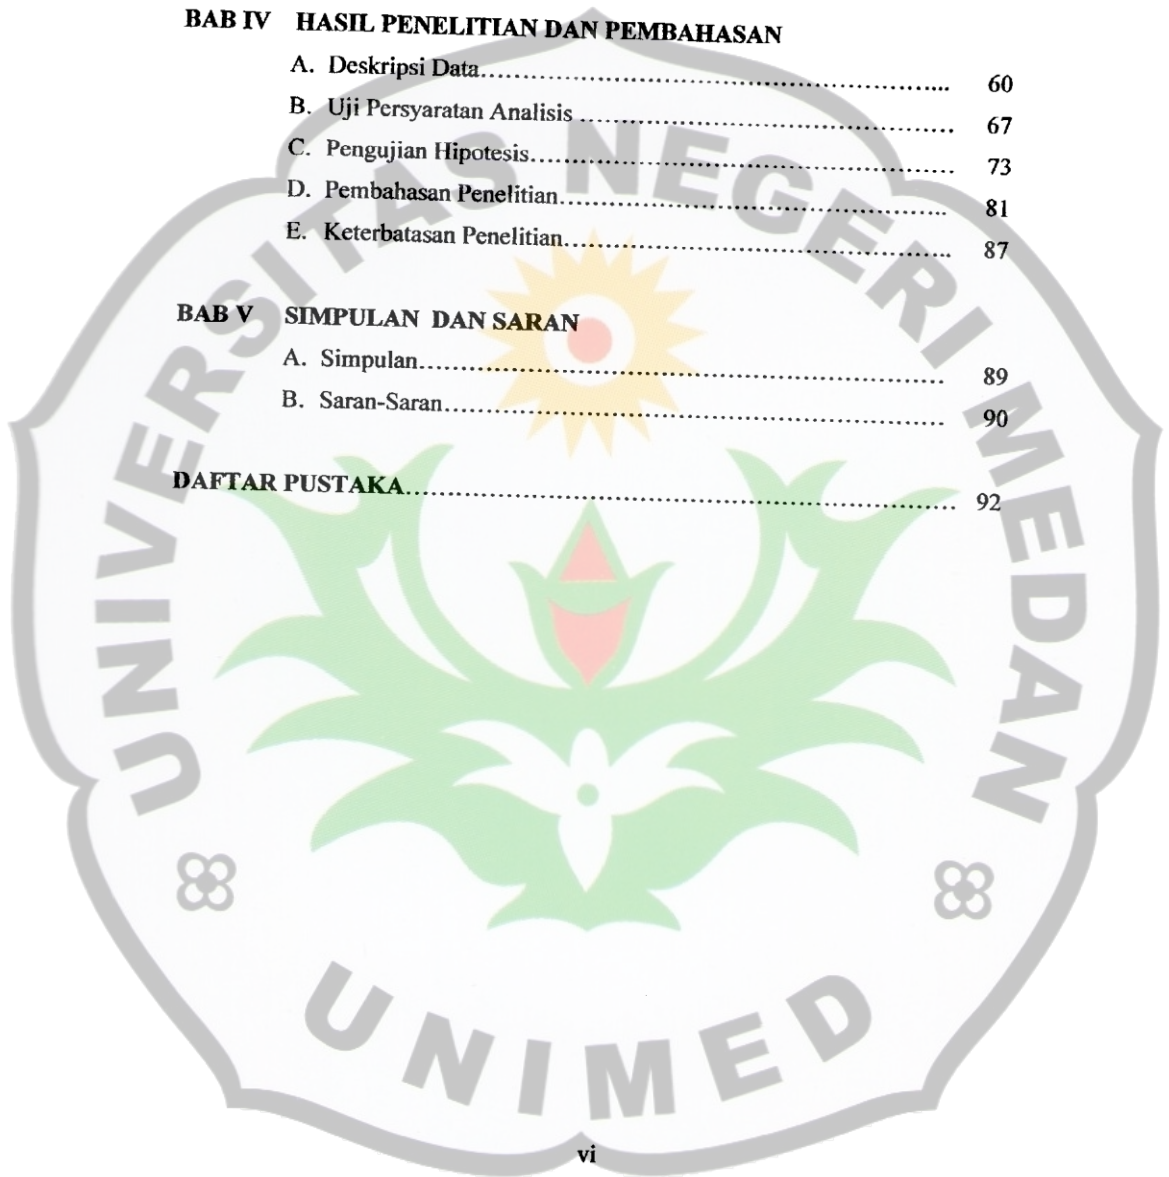 BAB IV HASIL PENELITIAN DAN PEMBAHASAN
A. Deskripsi Data........................................................................ 60
B. Uji Persyaratan Analisis ......................................................... 67
C. Pengujian Hipotesis................................................................. 73
D. Pembahasan Penelitian............................................................ 81
E. Keterbatasan Penelitian........................................................... 87
BAB V SIMPULAN DAN SARAN
A. Simpulan................................................................................ 89
B. Saran-Saran............................................................................ 90
DAFTAR PUSTAKA................................................................................ 92
UNIVERSITAS NEGERI MEDAN
UNIMED
vi